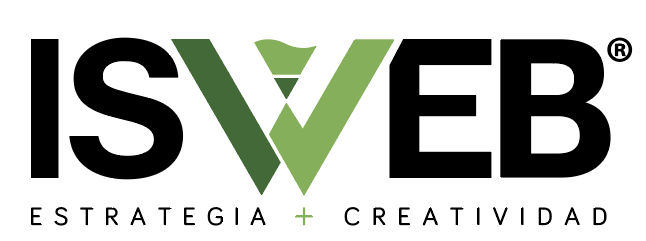 ISWEB®
ESTRATEGIA + CREATIVIDAD